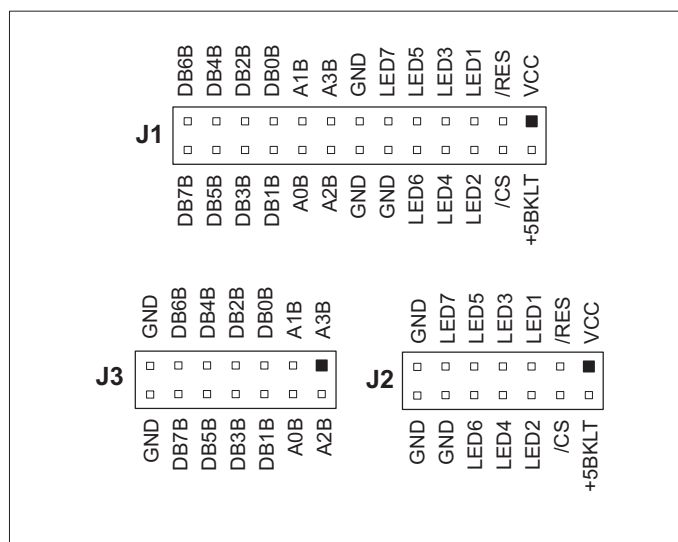 DB6B DB4B DB2B DB0B A1B A3B GND LED7 LED5 LED3 LED1 /RES VCC
J1
DB7B DB5B DB3B DB1B A0B A2B GND GND LED6 LED4 LED2 /CS +5BKLT
GND DB6B DB4B DB2B DB0B A1B A3B
J3
GND DB7B DB5B DB3B DB1B A0B A2B
GND LED7 LED5 LED3 LED1 /RES VCC
J2
GND GND LED6 LED4 LED2 /CS +5BKLT